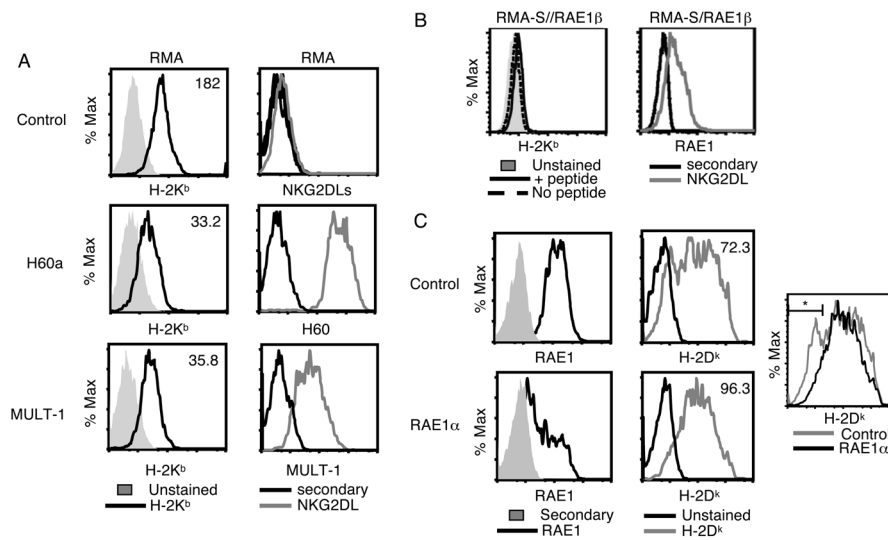 A
RMA
RMA
Control
% Max
182
H-2Kᵇ
NKG2DLs
H60a
% Max
33.2
H-2Kᵇ
H60
MULT-1
% Max
35.8
H-2Kᵇ
MULT-1
Unstained
H-2Kᵇ
secondary
NKG2DL
B
RMA-S//RAE1β
RMA-S/RAE1β
% Max
% Max
H-2Kᵇ
RAE1
Unstained
+ peptide
No peptide
secondary
NKG2DL
C
Control
% Max
72.3
RAE1
H-2Dᵏ
RAE1α
% Max
96.3
RAE1
H-2Dᵏ
Secondary
RAE1
Unstained
H-2Dᵏ
% Max
*
H-2Dᵏ
Control
RAE1α